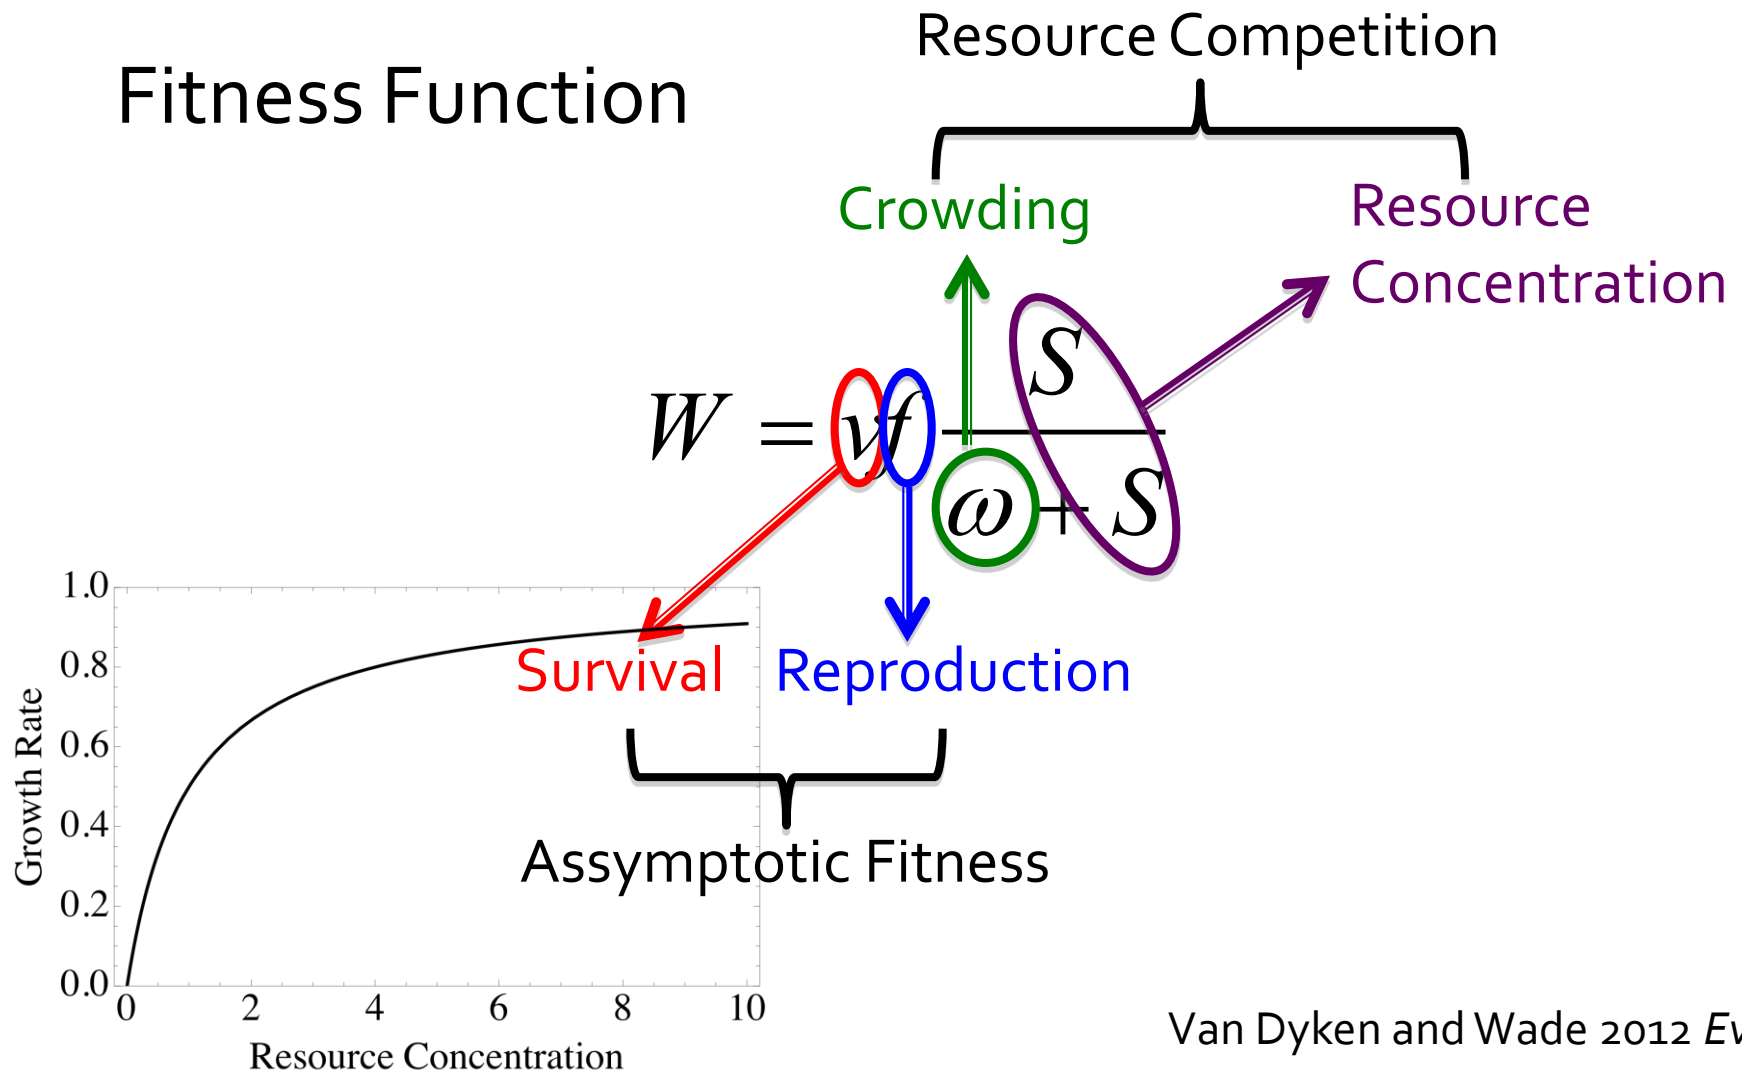 Resource Competition
Fitness Function
Crowding
Resource
Concentration
S
W = vf
ω + S
Survival
Reproduction
Assymptotic Fitness
1.0
0.8
0.6
0.4
0.2
0.0
Growth Rate
0 2 4 6 8 10
Resource Concentration
Van Dyken and Wade 2012